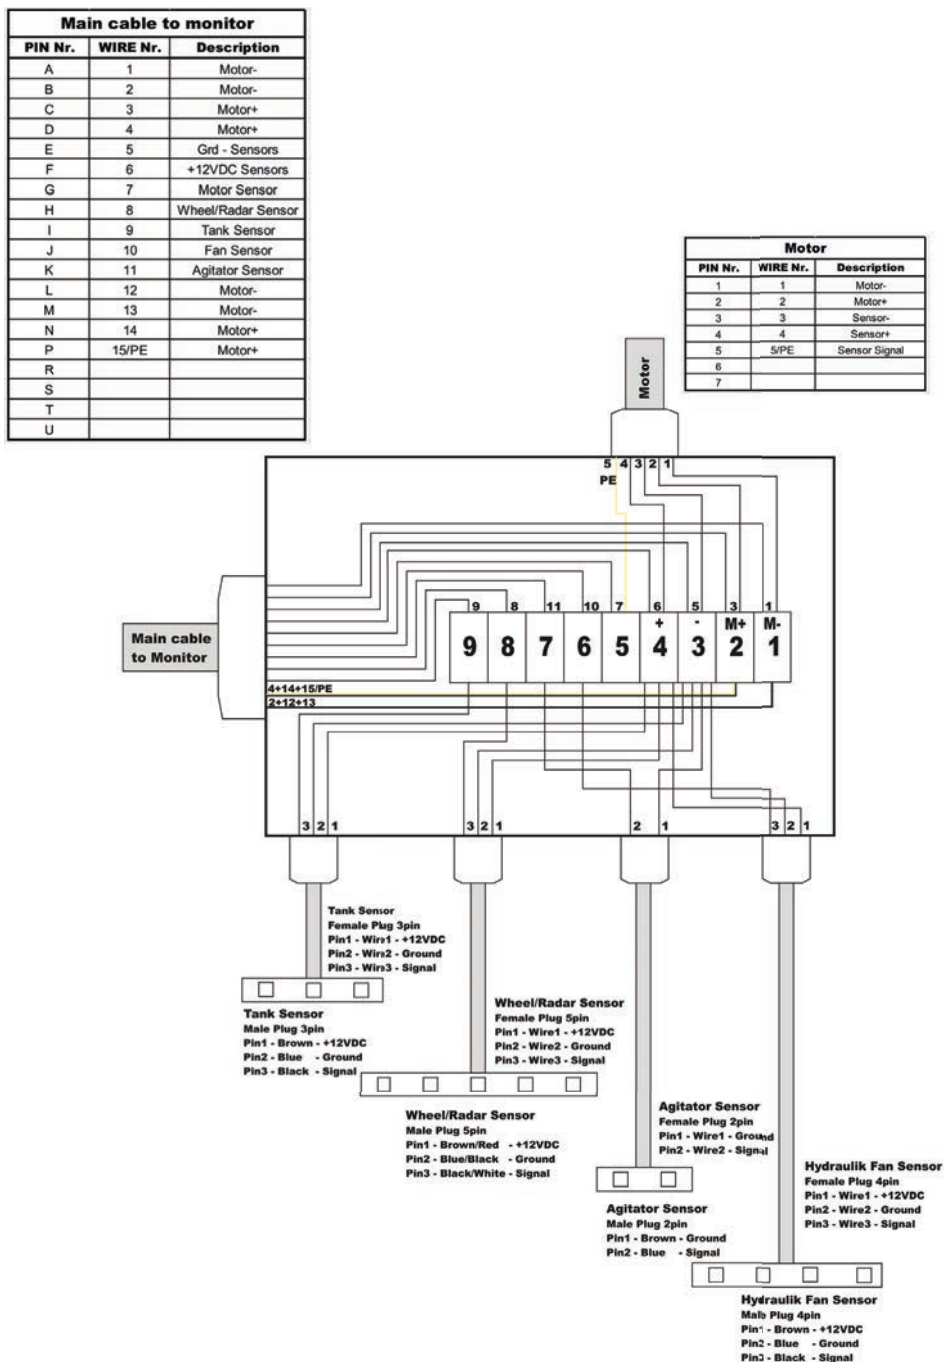 Main cable to monitor
PIN Nr. WIRE Nr. Description
A 1 Motor-
B 2 Motor-
C 3 Motor+
D 4 Motor+
E 5 Grd - Sensors
F 6 +12VDC Sensors
G 7 Motor Sensor
H 8 Wheel/Radar Sensor
I 9 Tank Sensor
J 10 Fan Sensor
K 11 Agitator Sensor
L 12 Motor-
M 13 Motor-
N 14 Motor+
P 15/PE Motor+
R
S
T
U
Motor
PIN Nr. WIRE Nr. Description
1 1 Motor-
2 2 Motor+
3 3 Sensor-
4 4 Sensor+
5 5/PE Sensor Signal
6
7
Motor
5 4 3 2 1
PE
Main cable
to Monitor
9 8 11 10 7 6 5 3 1
+ - M+ M-
9 8 7 6 5 4 3 2 1
4+14+15/PE
2+12+13
3 2 1
3 2 1
2 1
3 2 1
Tank Sensor
Female Plug 3pin
Pin1 - Wire1 - +12VDC
Pin2 - Wire2 - Ground
Pin3 - Wire3 - Signal
Tank Sensor
Male Plug 3pin
Pin1 - Brown - +12VDC
Pin2 - Blue - Ground
Pin3 - Black - Signal
Wheel/Radar Sensor
Female Plug 5pin
Pin1 - Wire1 - +12VDC
Pin2 - Wire2 - Ground
Pin3 - Wire3 - Signal
Wheel/Radar Sensor
Male Plug 5pin
Pin1 - Brown/Red - +12VDC
Pin2 - Blue/Black - Ground
Pin3 - Black/White - Signal
Agitator Sensor
Female Plug 2pin
Pin1 - Wire1 - Ground
Pin2 - Wire2 - Signal
Agitator Sensor
Male Plug 2pin
Pin1 - Brown - Ground
Pin2 - Blue - Signal
Hydraulik Fan Sensor
Female Plug 4pin
Pin1 - Wire1 - +12VDC
Pin2 - Wire2 - Ground
Pin3 - Wire3 - Signal
Hydraulik Fan Sensor
Male Plug 4pin
Pin1 - Brown - +12VDC
Pin2 - Blue - Ground
Pin3 - Black - Signal